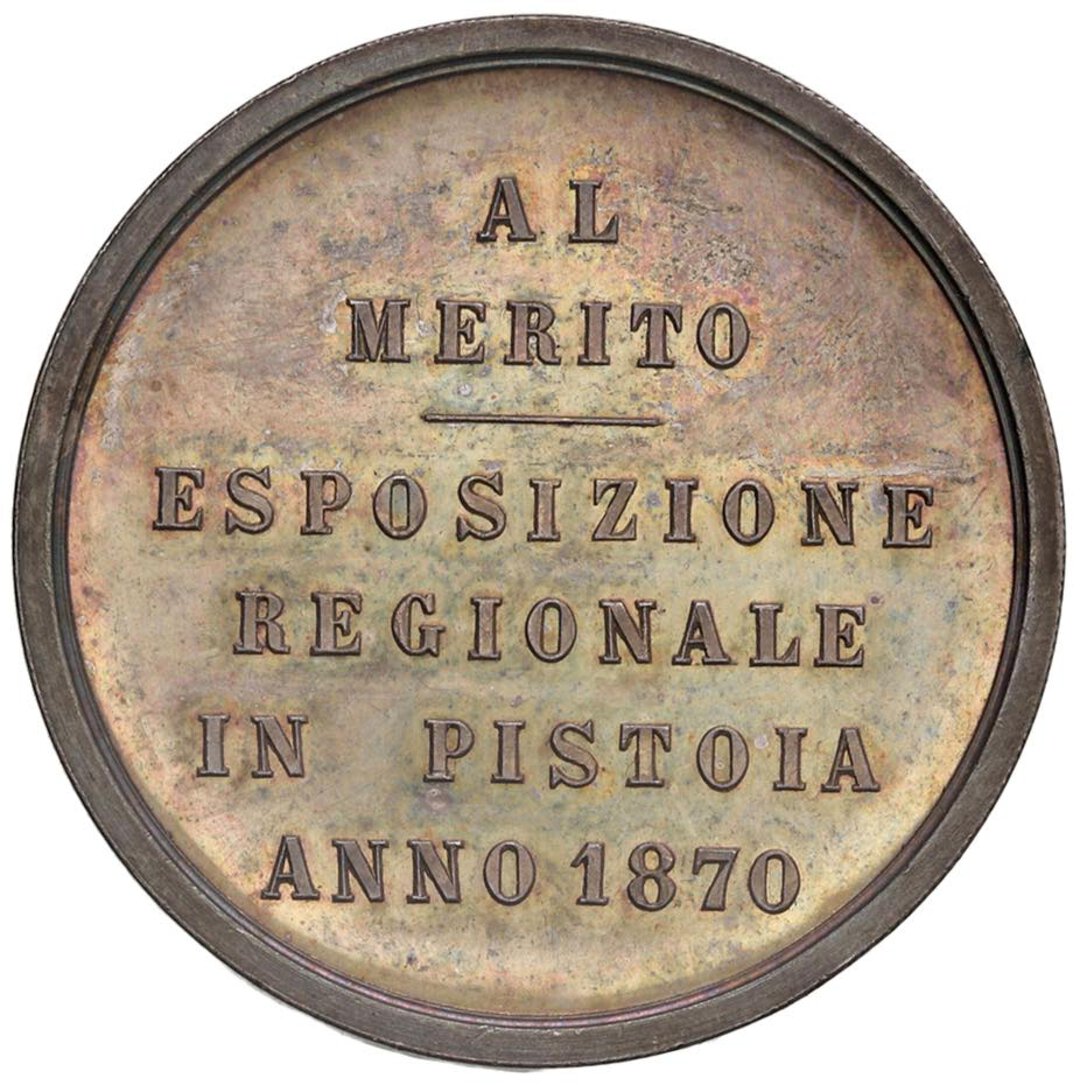 AL
MERITO
ESPOSIZIONE
REGIONALE
IN PISTOIA
ANNO 1870